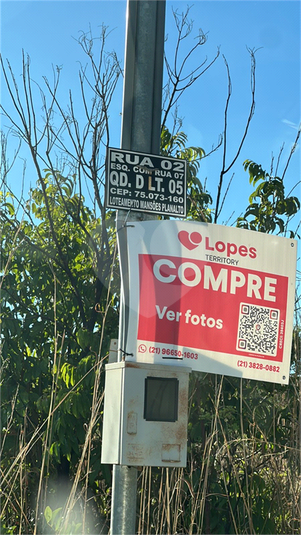 RUA 02
ESQ. COM RUA 07
QD. D LT. 05
CEP: 75.073-160
LOTEAMENTO MANSÕES PLANALTO
Lopes
TERRITORY
COMPRE
Ver fotos
(21) 96650-1603
(21) 3828-0882